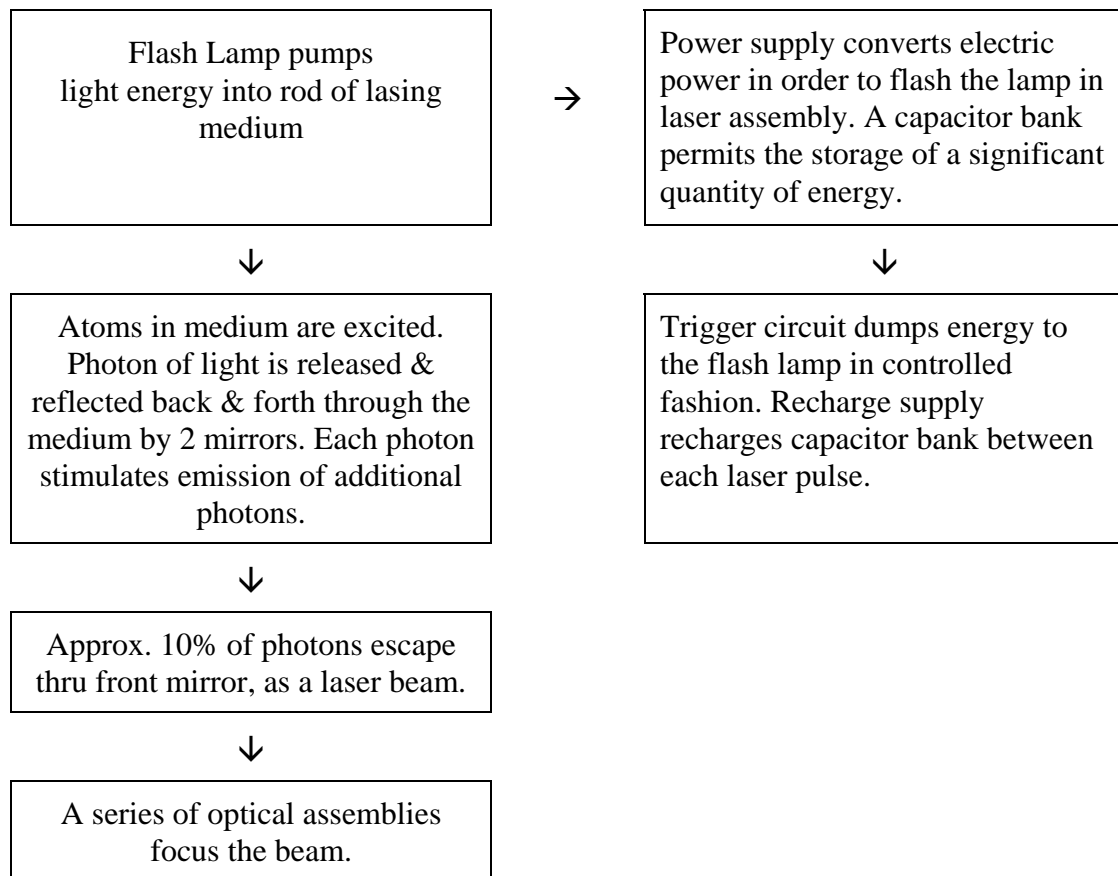 Flash Lamp pumps
light energy into rod of lasing
medium
→
Power supply converts electric
power in order to flash the lamp in
laser assembly. A capacitor bank
permits the storage of a significant
quantity of energy.
↓
↓
Atoms in medium are excited.
Photon of light is released &
reflected back & forth through the
medium by 2 mirrors. Each photon
stimulates emission of additional
photons.
Trigger circuit dumps energy to
the flash lamp in controlled
fashion. Recharge supply
recharges capacitor bank between
each laser pulse.
↓
Approx. 10% of photons escape
thru front mirror, as a laser beam.
↓
A series of optical assemblies
focus the beam.